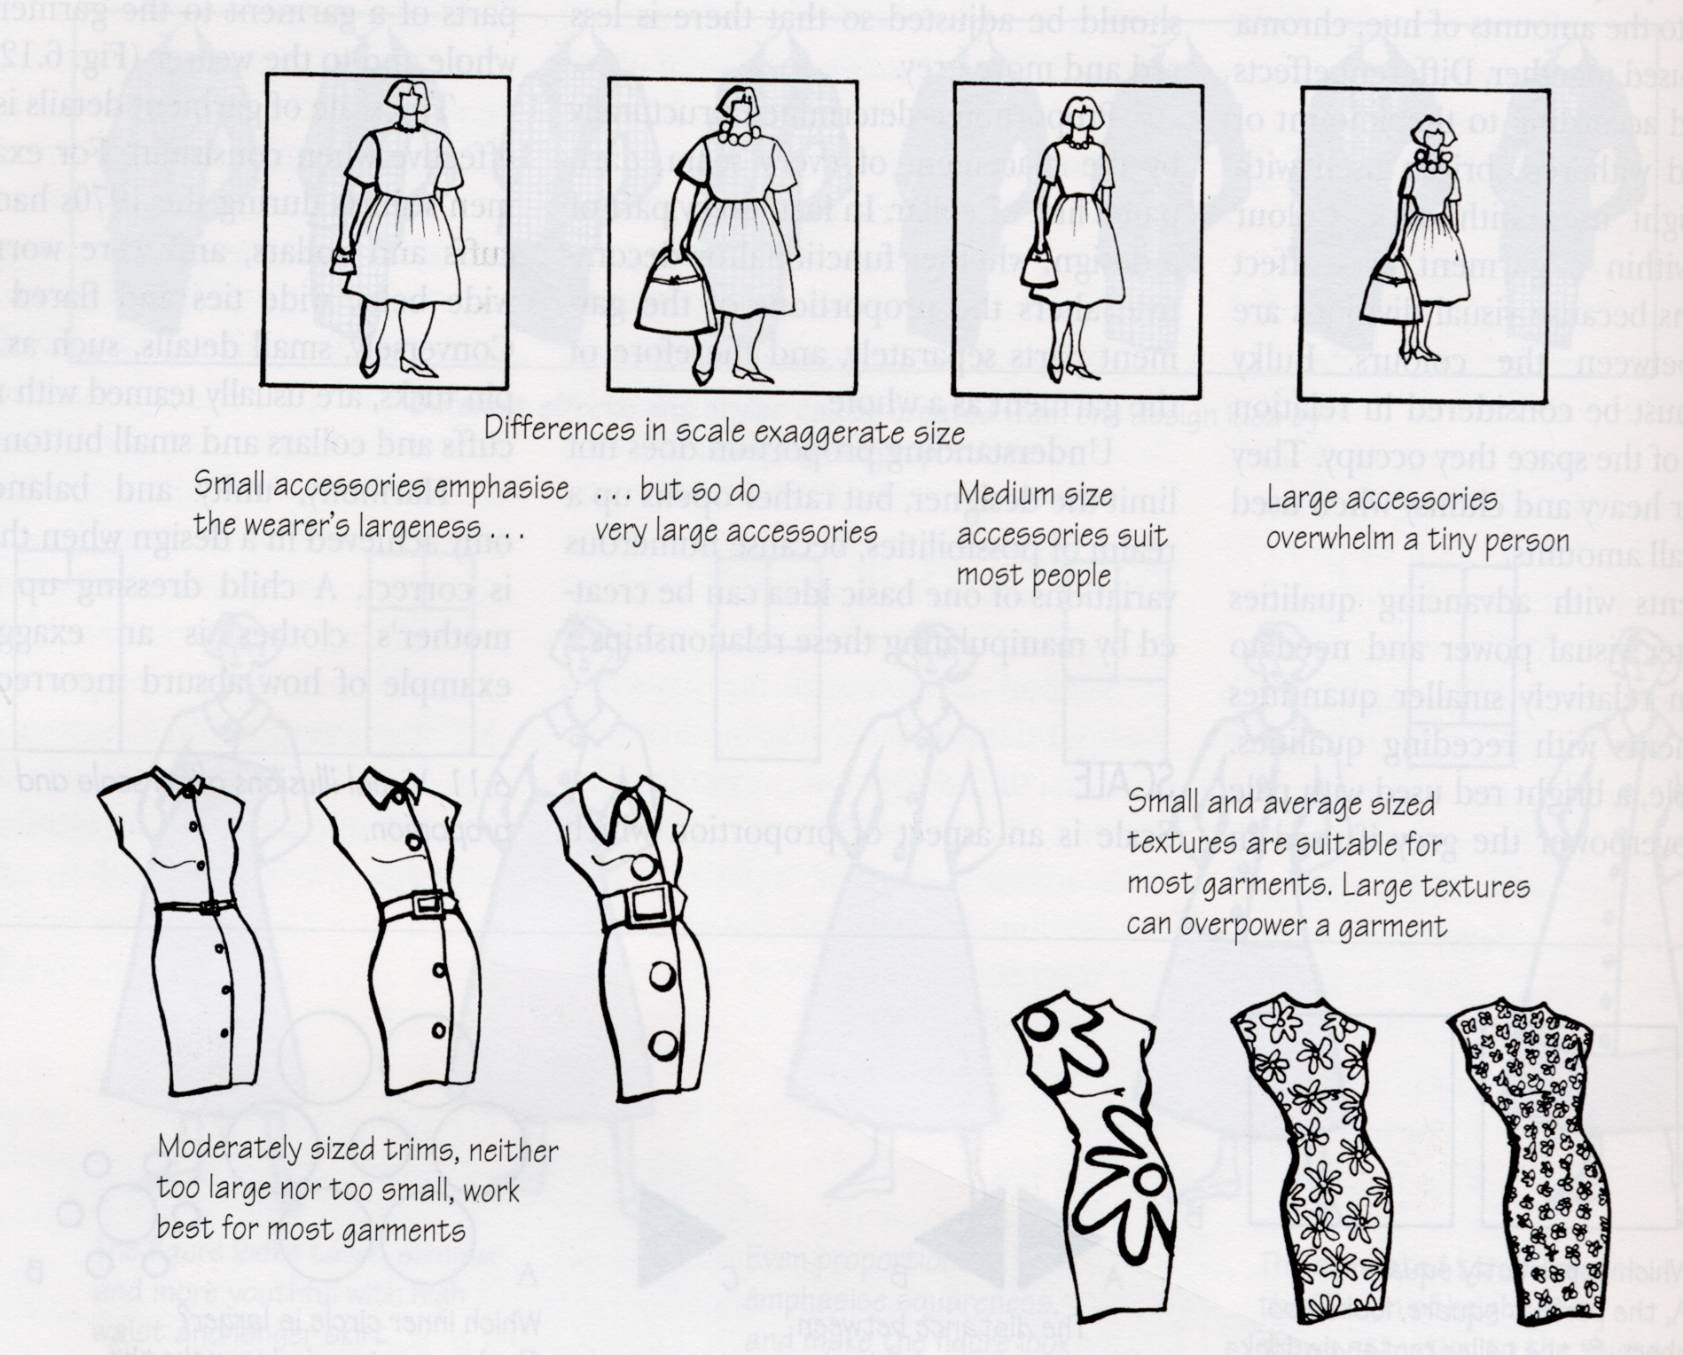 Differences in scale exaggerate size
Small accessories emphasise
the wearer's largeness . . .
. . . but so do
very large accessories
Medium size
accessories suit
most people
Large accessories
overwhelm a tiny person
Small and average sized
textures are suitable for
most garments. Large textures
can overpower a garment
Moderately sized trims, neither
too large nor too small, work
best for most garments